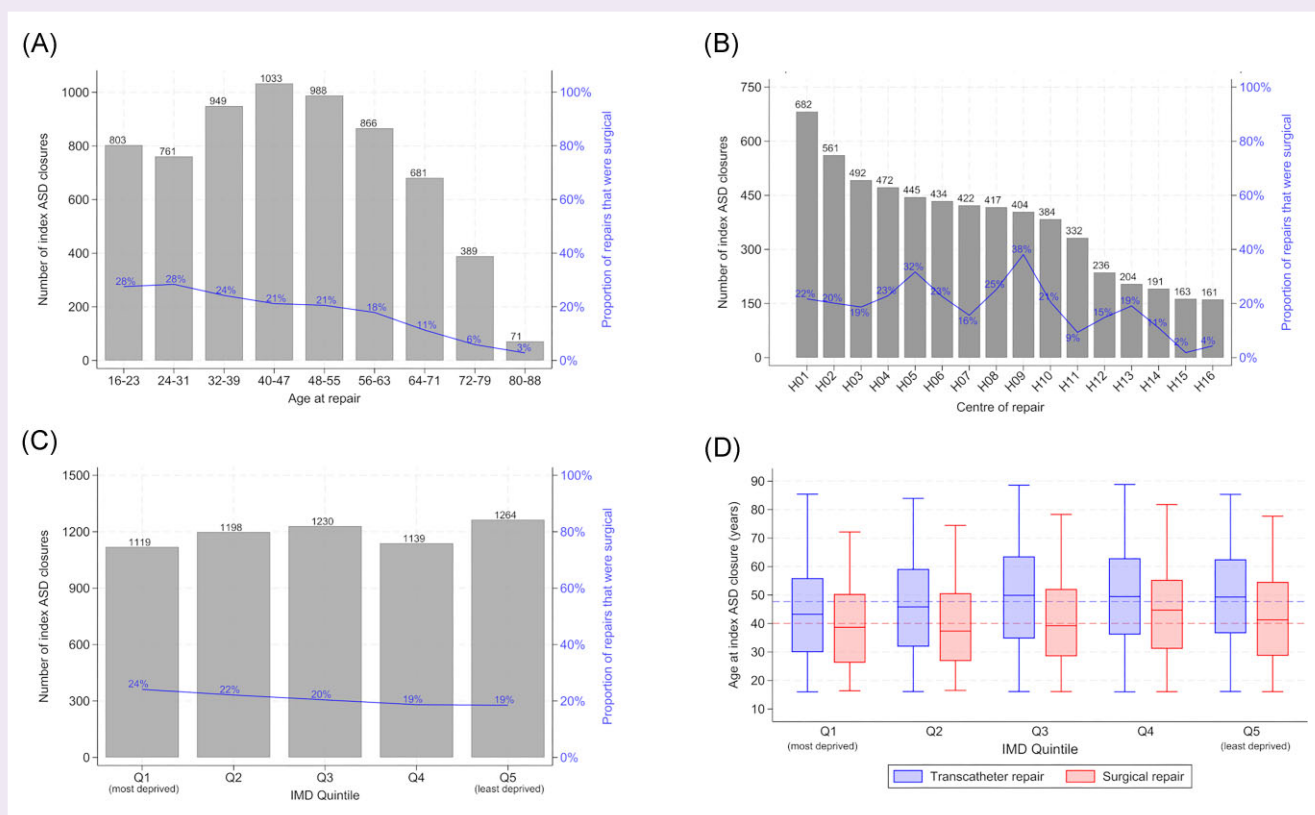 (A)
Number of index ASD closures
1000
800
600
400
200
0
803
761
949
1033
988
866
681
389
71
28%
28%
24%
21%
21%
18%
11%
6%
3%
100%
80%
60%
40%
20%
0%
Proportion of repairs that were surgical
16-23
24-31
32-39
40-47
48-55
56-63
64-71
72-79
80-88
Age at repair
(B)
Number of index ASD closures
750
600
450
300
150
0
682
561
492
472
445
434
422
417
404
384
332
236
204
191
163
161
22%
20%
19%
23%
32%
23%
16%
25%
38%
21%
9%
15%
19%
11%
2%
4%
100%
80%
60%
40%
20%
0%
Proportion of repairs that were surgical
H01
H02
H03
H04
H05
H06
H07
H08
H09
H10
H11
H12
H13
H14
H15
H16
Centre of repair
(C)
Number of index ASD closures
1500
1200
900
600
300
0
1119
1198
1230
1139
1264
24%
22%
20%
19%
19%
100%
80%
60%
40%
20%
0%
Proportion of repairs that were surgical
Q1
Q2
Q3
Q4
Q5
(most deprived)
IMD Quintile
(least deprived)
(D)
Age at index ASD closure (years)
90
80
70
60
50
40
30
20
10
Q1
Q2
Q3
Q4
Q5
(most deprived)
IMD Quintile
(least deprived)
Transcatheter repair
Surgical repair